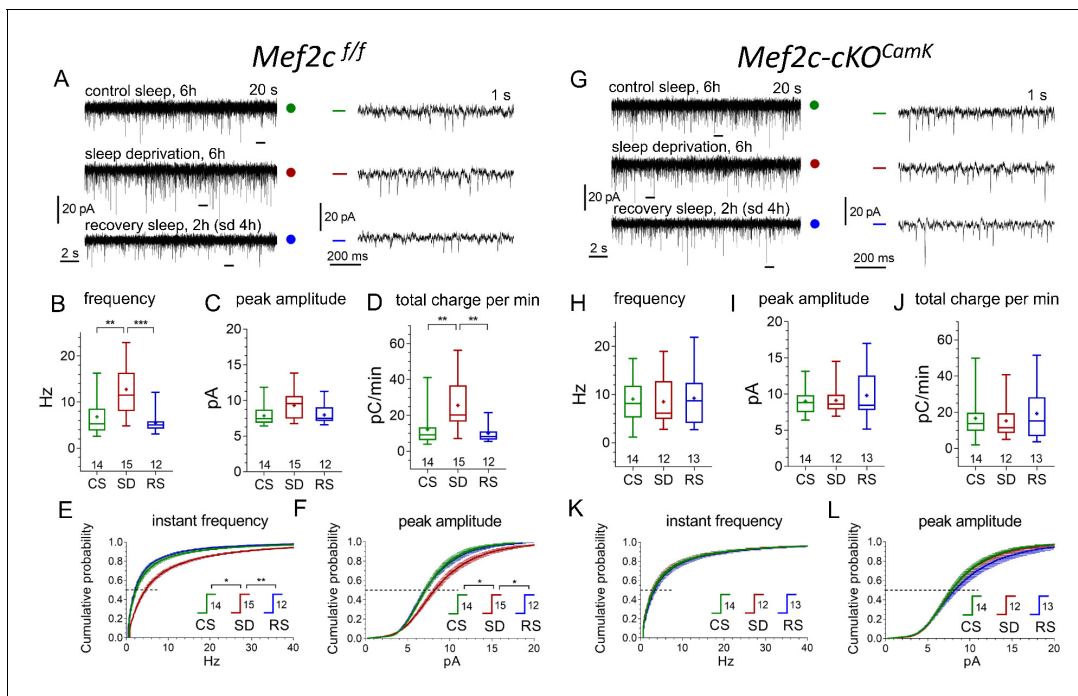 Mef2c f/f
Mef2c-cKO CamK
A
control sleep, 6h
20 s
1 s
sleep deprivation, 6h
20 pA
20 pA
recovery sleep, 2h (sd 4h)
2 s
200 ms
G
control sleep, 6h
20 s
1 s
sleep deprivation, 6h
20 pA
20 pA
recovery sleep, 2h (sd 4h)
2 s
200 ms
B
frequency
** ***
Hz
20
10
0
14 15 12
CS SD RS
C
peak amplitude
pA
20
15
10
5
0
14 15 12
CS SD RS
D
total charge per min
** **
pC/min
60
40
20
0
14 15 12
CS SD RS
H
frequency
Hz
20
10
0
14 12 13
CS SD RS
I
peak amplitude
pA
20
15
10
5
0
14 12 13
CS SD RS
J
total charge per min
pC/min
60
40
20
0
14 12 13
CS SD RS
E
instant frequency
Cumulative probability
1.0
0.8
0.6
0.4
0.2
0.0
* **
14 15 12
CS SD RS
0 10 20 30 40
Hz
F
peak amplitude
Cumulative probability
1.0
0.8
0.6
0.4
0.2
0.0
* *
14 15 12
CS SD RS
0 5 10 15 20
pA
K
instant frequency
Cumulative probability
1.0
0.8
0.6
0.4
0.2
0.0
14 12 13
CS SD RS
0 10 20 30 40
Hz
L
peak amplitude
Cumulative probability
1.0
0.8
0.6
0.4
0.2
0.0
14 12 13
CS SD RS
0 5 10 15 20
pA